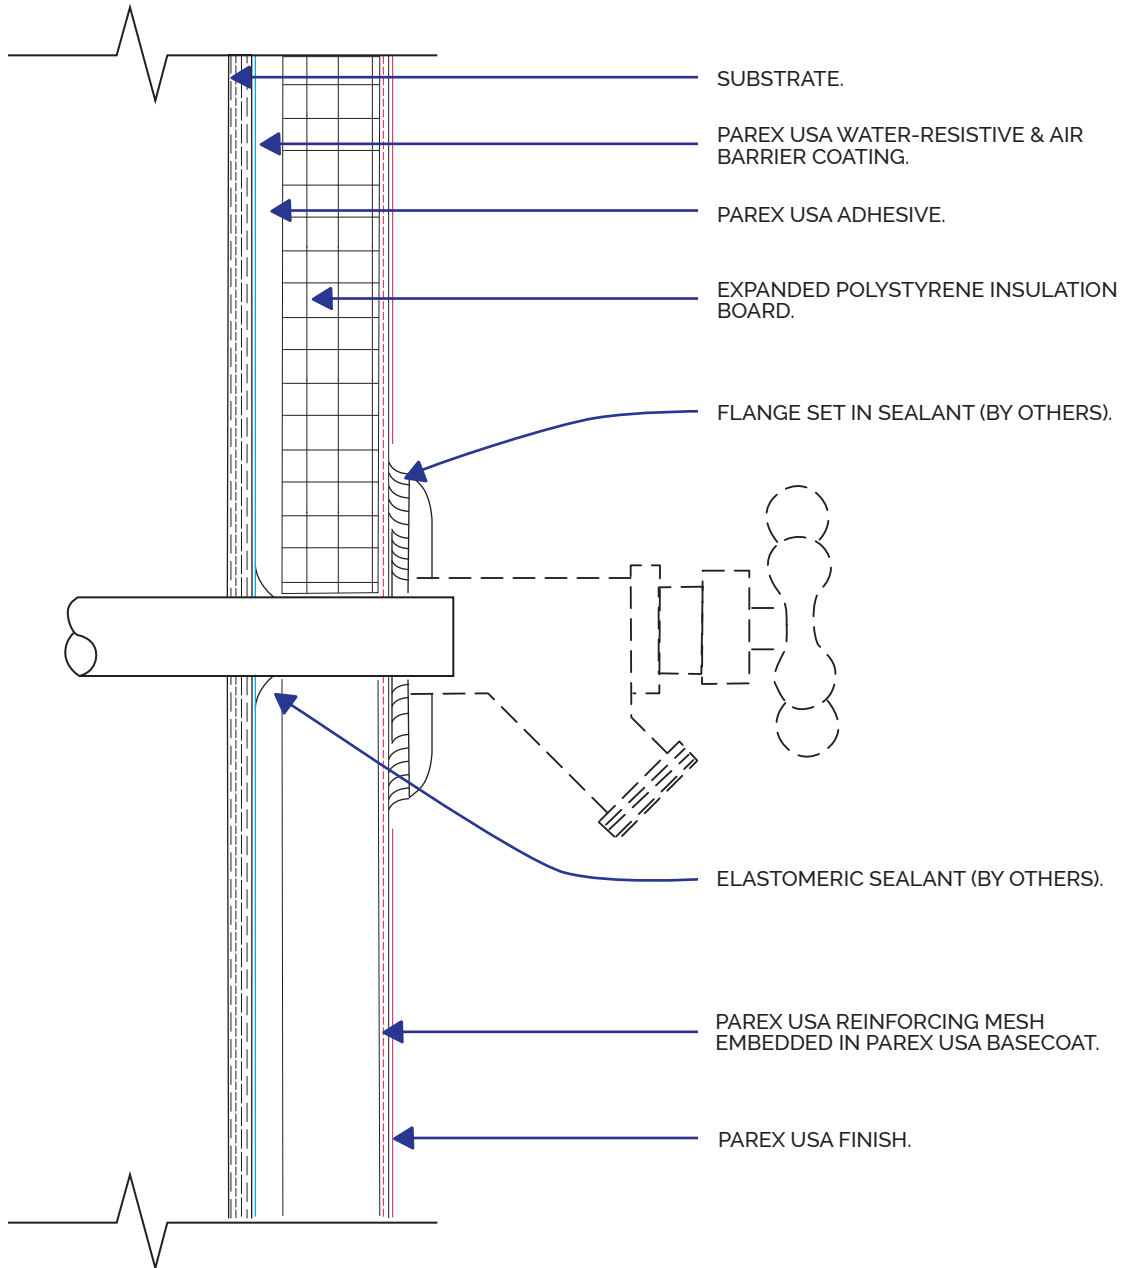 SUBSTRATE.
PAREX USA WATER-RESISTIVE & AIR
BARRIER COATING.
PAREX USA ADHESIVE.
EXPANDED POLYSTYRENE INSULATION
BOARD.
FLANGE SET IN SEALANT (BY OTHERS).
ELASTOMERIC SEALANT (BY OTHERS).
PAREX USA REINFORCING MESH
EMBEDDED IN PAREX USA BASECOAT.
PAREX USA FINISH.